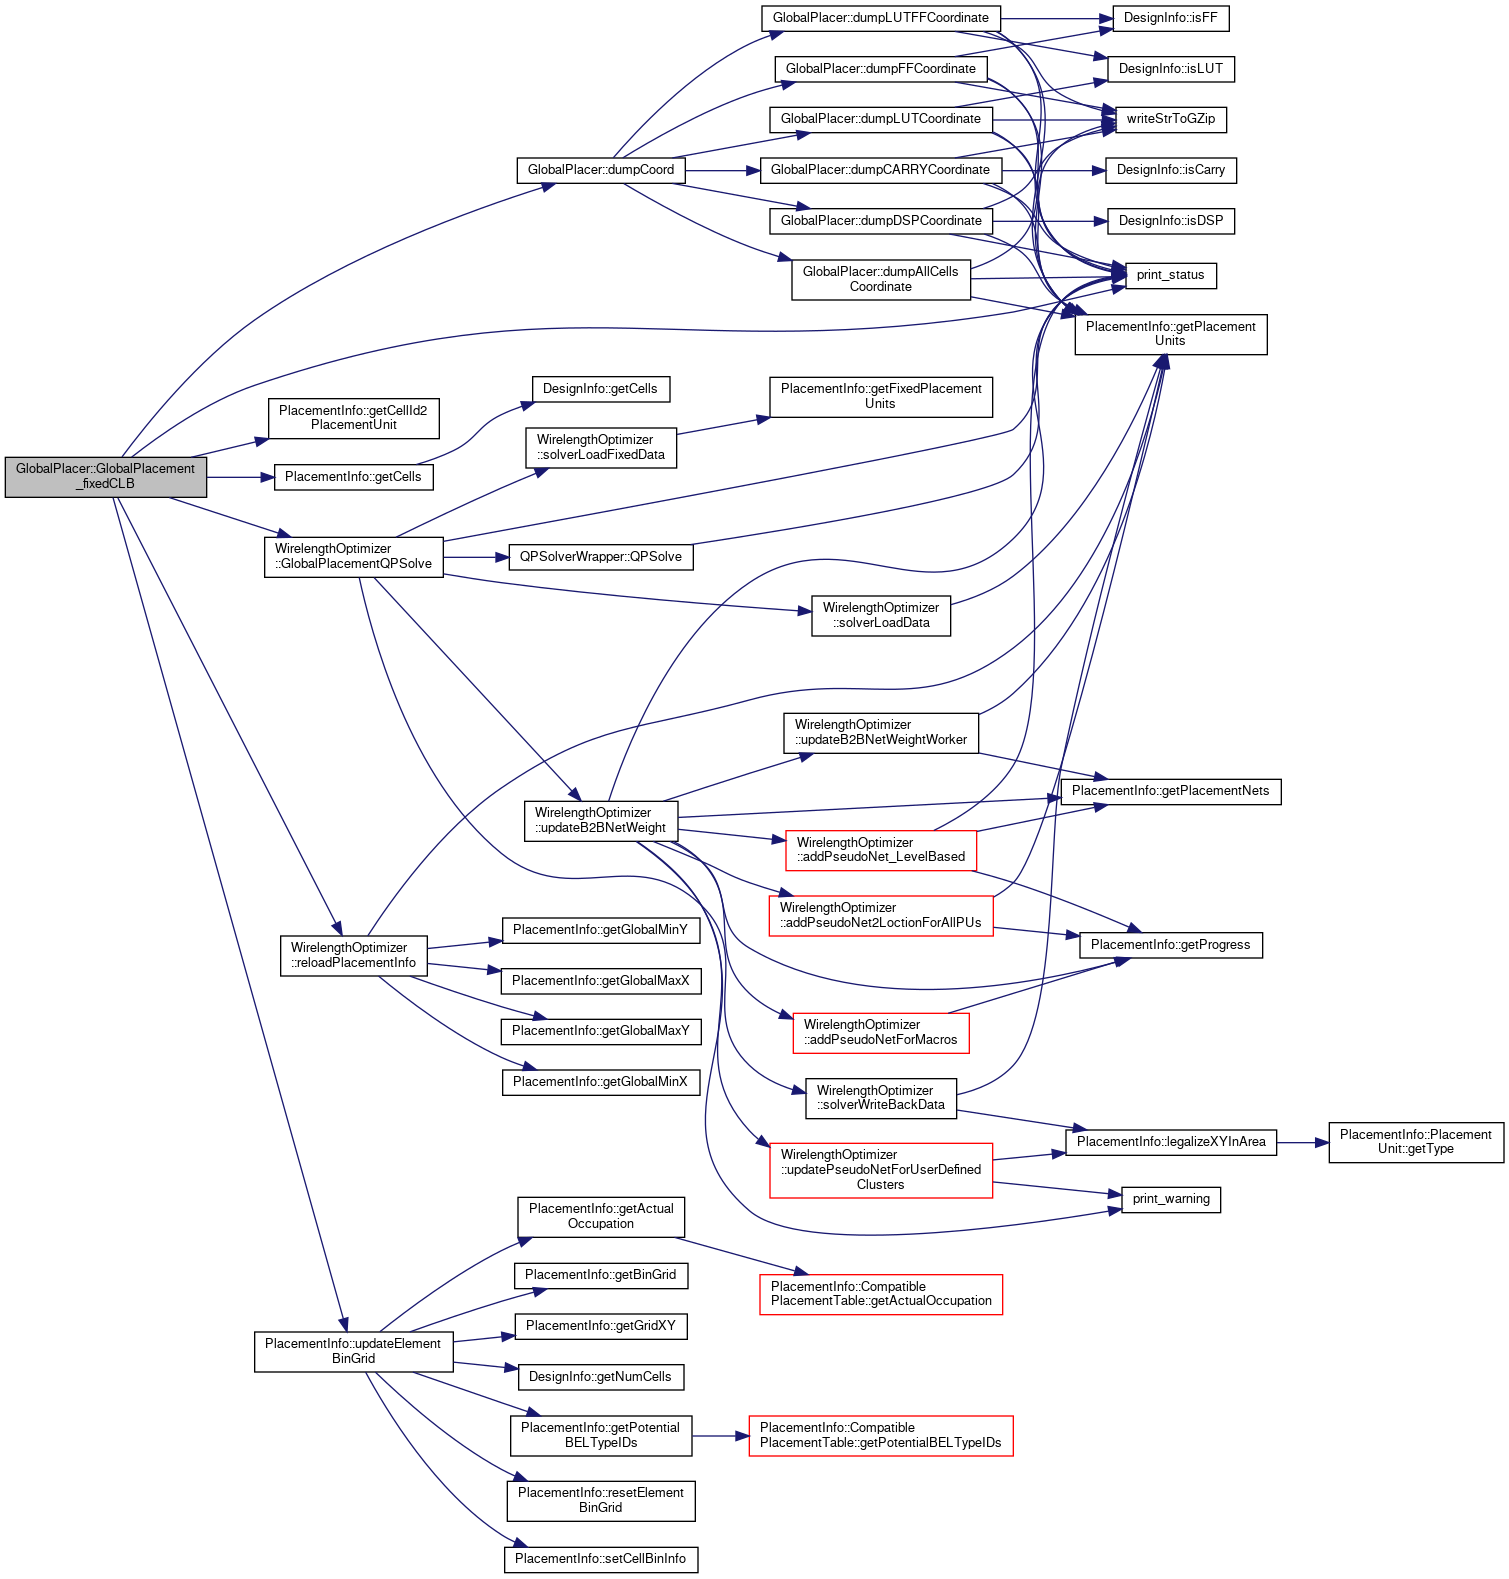 GlobalPlacer::GlobalPlacement
_fixedCLB
GlobalPlacer::dumpCoord
GlobalPlacer::dumpLUTFFCoordinate
GlobalPlacer::dumpFFCoordinate
GlobalPlacer::dumpLUTCoordinate
GlobalPlacer::dumpCARRYCoordinate
GlobalPlacer::dumpDSPCoordinate
GlobalPlacer::dumpAllCells
Coordinate
DesignInfo::isFF
DesignInfo::isLUT
writeStrToGZip
DesignInfo::isCarry
DesignInfo::isDSP
print_status
PlacementInfo::getPlacement
Units
PlacementInfo::getCellId2
PlacementUnit
PlacementInfo::getCells
DesignInfo::getCells
WirelengthOptimizer
::GlobalPlacementQPSolve
WirelengthOptimizer
::solverLoadFixedData
PlacementInfo::getFixedPlacement
Units
QPSolverWrapper::QPSolve
WirelengthOptimizer
::solverLoadData
WirelengthOptimizer
::updateB2BNetWeight
WirelengthOptimizer
::updateB2BNetWeightWorker
PlacementInfo::getPlacementNets
WirelengthOptimizer
::addPseudoNet_LevelBased
WirelengthOptimizer
::addPseudoNet2LoctionForAllPUs
PlacementInfo::getProgress
WirelengthOptimizer
::addPseudoNetForMacros
WirelengthOptimizer
::solverWriteBackData
WirelengthOptimizer
::updatePseudoNetForUserDefined
Clusters
PlacementInfo::legalizeXYInArea
PlacementInfo::Placement
Unit::getType
print_warning
WirelengthOptimizer
::reloadPlacementInfo
PlacementInfo::getGlobalMinY
PlacementInfo::getGlobalMaxX
PlacementInfo::getGlobalMaxY
PlacementInfo::getGlobalMinX
PlacementInfo::updateElement
BinGrid
PlacementInfo::getActual
Occupation
PlacementInfo::Compatible
PlacementTable::getActualOccupation
PlacementInfo::getBinGrid
PlacementInfo::getGridXY
DesignInfo::getNumCells
PlacementInfo::getPotential
BELTypeIDs
PlacementInfo::Compatible
PlacementTable::getPotentialBELTypeIDs
PlacementInfo::resetElement
BinGrid
PlacementInfo::setCellBinInfo